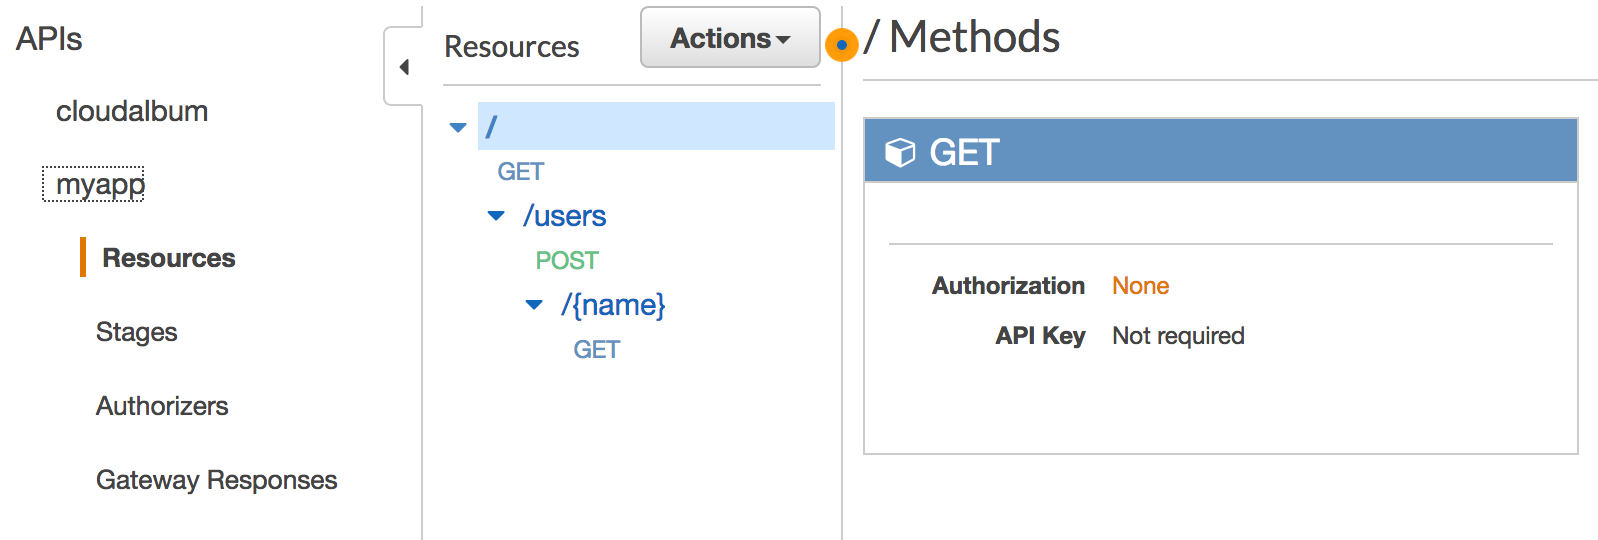 APIs
cloudalbum
myapp
Resources
Stages
Authorizers
Gateway Responses
Resources
Actions
/
GET
/users
POST
/{name}
GET
/ Methods
GET
Authorization None
API Key Not required